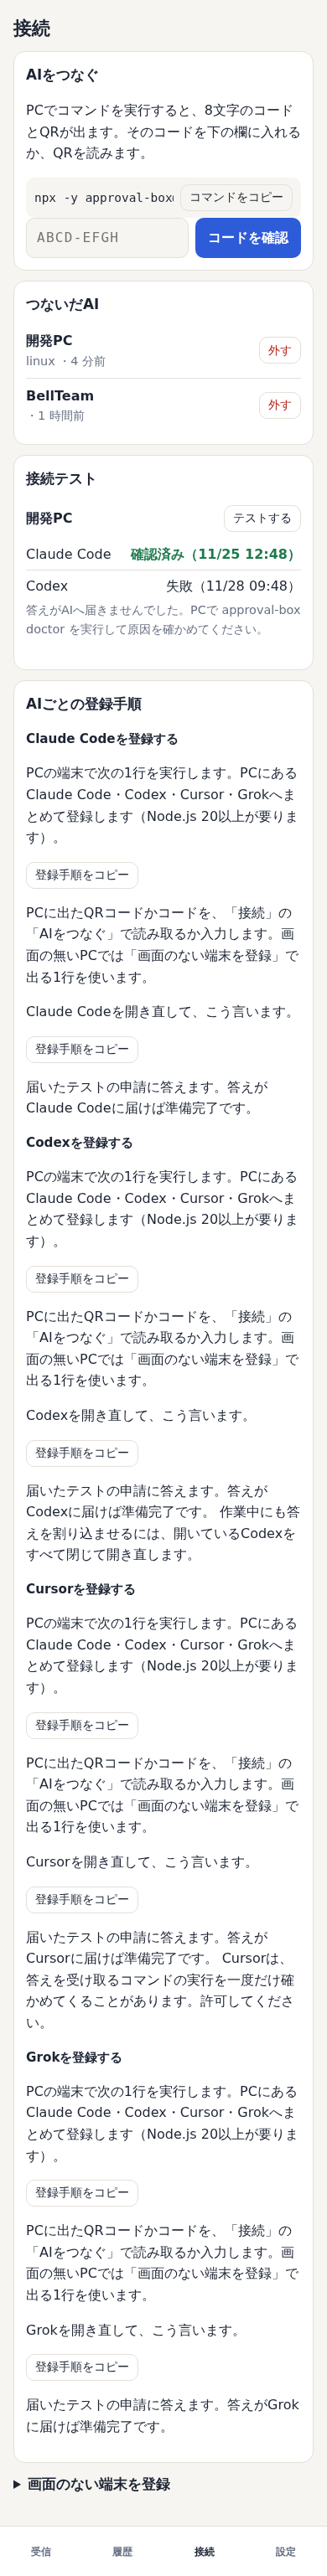 接続
AIをつなぐ
PCでコマンドを実行すると、8文字のコード
とQRが出ます。そのコードを下の欄に入れる
か、QRを読みます。
npx -y approval-box
コマンドをコピー
ABCD-EFGH
コードを確認
つないだAI
開発PC
linux ・4 分前
外す
BellTeam
・1 時間前
外す
接続テスト
開発PC
テストする
Claude Code 確認済み（11/25 12:48）
Codex 失敗（11/28 09:48）
答えがAIへ届きませんでした。PCで approval-box
doctor を実行して原因を確かめてください。
AIごとの登録手順
Claude Codeを登録する
PCの端末で次の1行を実行します。PCにある
Claude Code・Codex・Cursor・Grokへま
とめて登録します（Node.js 20以上が要りま
す）。
登録手順をコピー
PCに出たQRコードかコードを、「接続」の
「AIをつなぐ」で読み取るか入力します。画
面の無いPCでは「画面のない端末を登録」で
出る1行を使います。
Claude Codeを開き直して、こう言います。
登録手順をコピー
届いたテストの申請に答えます。答えが
Claude Codeに届けば準備完了です。
Codexを登録する
PCの端末で次の1行を実行します。PCにある
Claude Code・Codex・Cursor・Grokへま
とめて登録します（Node.js 20以上が要りま
す）。
登録手順をコピー
PCに出たQRコードかコードを、「接続」の
「AIをつなぐ」で読み取るか入力します。画
面の無いPCでは「画面のない端末を登録」で
出る1行を使います。
Codexを開き直して、こう言います。
登録手順をコピー
届いたテストの申請に答えます。答えが
Codexに届けば準備完了です。 作業中にも答
えを割り込ませるには、開いているCodexを
すべて閉じて開き直します。
Cursorを登録する
PCの端末で次の1行を実行します。PCにある
Claude Code・Codex・Cursor・Grokへま
とめて登録します（Node.js 20以上が要りま
す）。
登録手順をコピー
PCに出たQRコードかコードを、「接続」の
「AIをつなぐ」で読み取るか入力します。画
面の無いPCでは「画面のない端末を登録」で
出る1行を使います。
Cursorを開き直して、こう言います。
登録手順をコピー
届いたテストの申請に答えます。答えが
Cursorに届けば準備完了です。 Cursorは、
答えを受け取るコマンドの実行を一度だけ確
かめてくることがあります。許可してくださ
い。
Grokを登録する
PCの端末で次の1行を実行します。PCにある
Claude Code・Codex・Cursor・Grokへま
とめて登録します（Node.js 20以上が要りま
す）。
登録手順をコピー
PCに出たQRコードかコードを、「接続」の
「AIをつなぐ」で読み取るか入力します。画
面の無いPCでは「画面のない端末を登録」で
出る1行を使います。
Grokを開き直して、こう言います。
登録手順をコピー
届いたテストの申請に答えます。答えがGrok
に届けば準備完了です。
▶ 画面のない端末を登録
受信 履歴 接続 設定